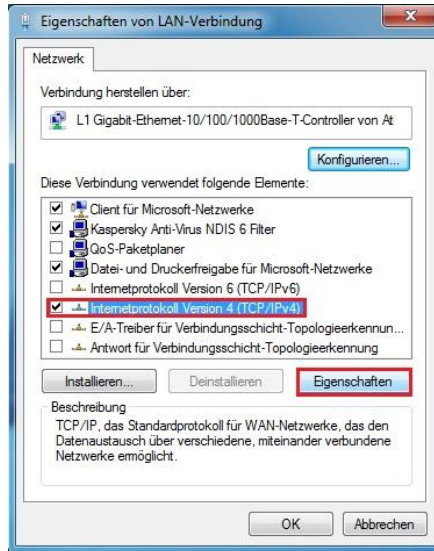 Eigenschaften von LAN-Verbindung
Netzwerk
Verbindung herstellen über:
L1 Gigabit-Ethernet-10/100/1000Base-T-Controller von At
Konfigurieren...
Diese Verbindung verwendet folgende Elemente:
Client für Microsoft-Netzwerke
Kaspersky Anti-Virus NDIS 6 Filter
QoS-Paketplaner
Datei- und Druckerfreigabe für Microsoft-Netzwerke
Internetprotokoll Version 6 (TCP/IPv6)
Internetprotokoll Version 4 (TCP/IPv4)
E/A-Treiber für Verbindungsschicht-Topologieerkennun...
Antwort für Verbindungsschicht-Topologieerkennung
Installieren... Deinstallieren Eigenschaften
Beschreibung
TCP/IP, das Standardprotokoll für WAN-Netzwerke, das den
Datenaustausch über verschiedene, miteinander verbundene
Netzwerke ermöglicht.
OK Abbrechen